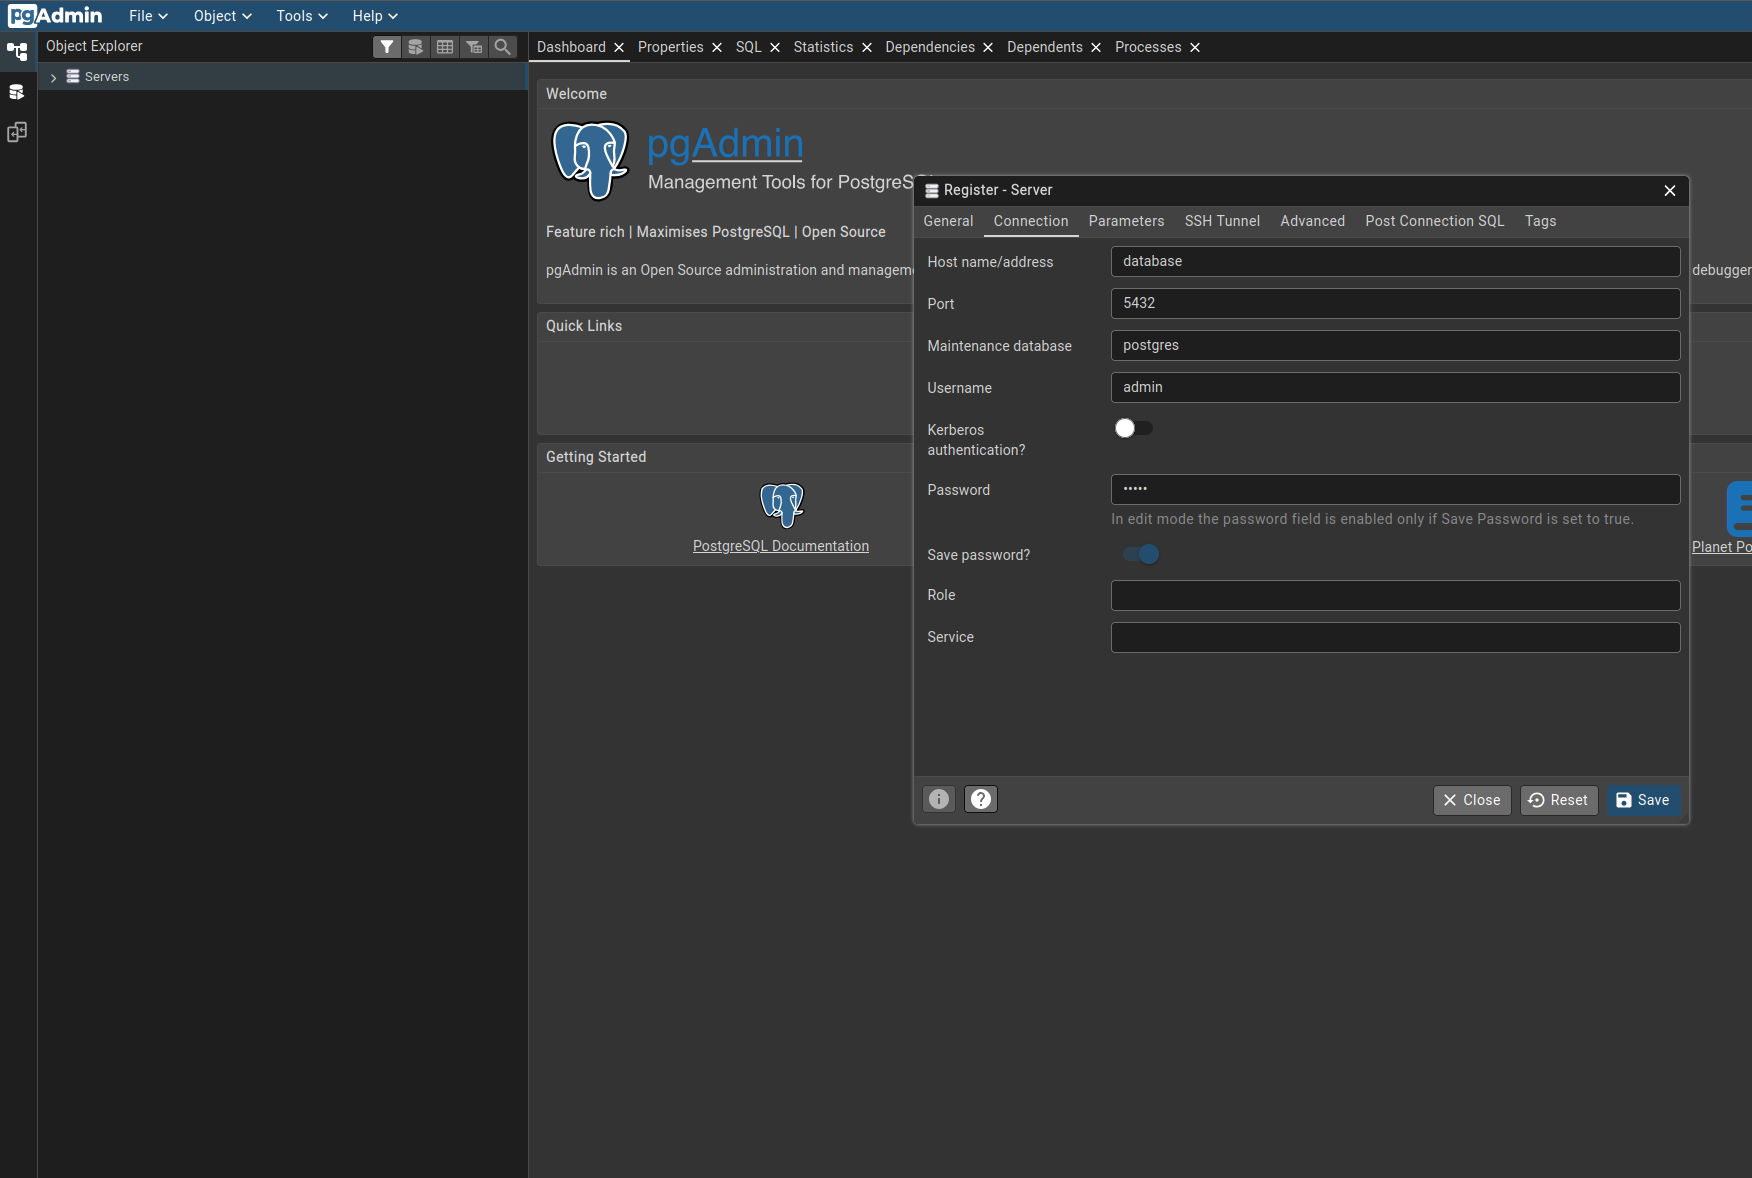 pgAdmin File Object Tools Help
Object Explorer
Servers
Dashboard Properties SQL Statistics Dependencies Dependents Processes
Welcome
pgAdmin
Management Tools for PostgreS
Feature rich | Maximises PostgreSQL | Open Source
pgAdmin is an Open Source administration and managem
debugger
Quick Links
Getting Started
PostgreSQL Documentation
Planet Po
Register - Server
General Connection Parameters SSH Tunnel Advanced Post Connection SQL Tags
Host name/address database
Port 5432
Maintenance database postgres
Username admin
Kerberos
authentication?
Password •••••
In edit mode the password field is enabled only if Save Password is set to true.
Save password?
Role
Service
Close Reset Save